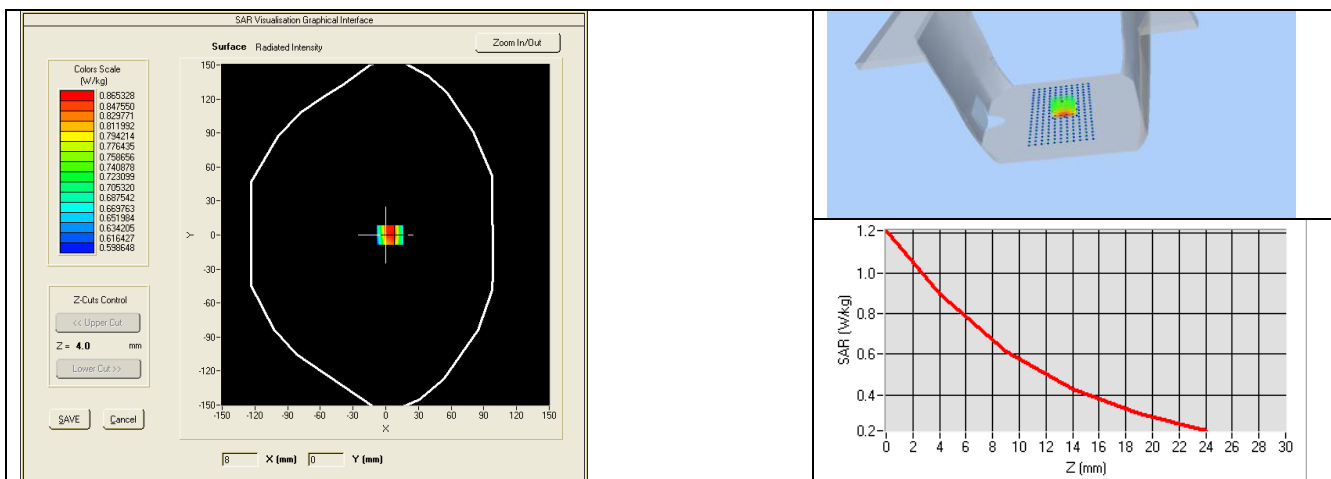 SAR Visualisation Graphical Interface
Surface Radiated Intensity
Zoom In/Out
Colors Scale
(W/kg)
0.865328
0.847550
0.829771
0.811992
0.794214
0.776435
0.758656
0.740878
0.723099
0.705320
0.687542
0.669763
0.651984
0.634205
0.616427
0.598648
Z-Cuts Control
<< Upper Cut
Z = 4.0 mm
Lower Cut >>
SAVE Cancel
150
120
90
60
30
0
-30
-60
-90
-120
-150
Y
-150 -120 -90 -60 -30 0 30 60 90 120 150
X
8 X (mm) 0 Y (mm)
1.2
1.0
0.8
0.6
0.4
0.2
SAR (W/kg)
0 2 4 6 8 10 12 14 16 18 20 22 24 26 28 30
Z (mm)